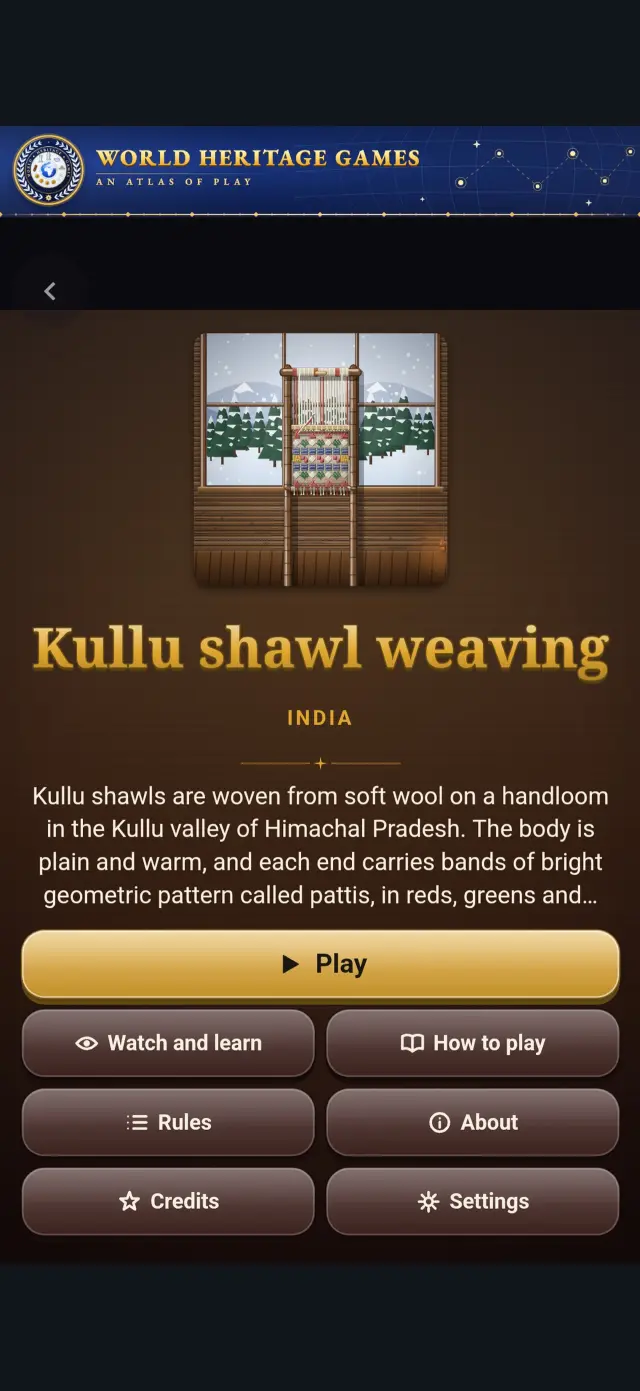 WORLD HERITAGE GAMES
AN ATLAS OF PLAY
Kullu shawl weaving
INDIA
Kullu shawls are woven from soft wool on a handloom
in the Kullu valley of Himachal Pradesh. The body is
plain and warm, and each end carries bands of bright
geometric pattern called pattis, in reds, greens and…
Play
Watch and learn
How to play
Rules
About
Credits
Settings